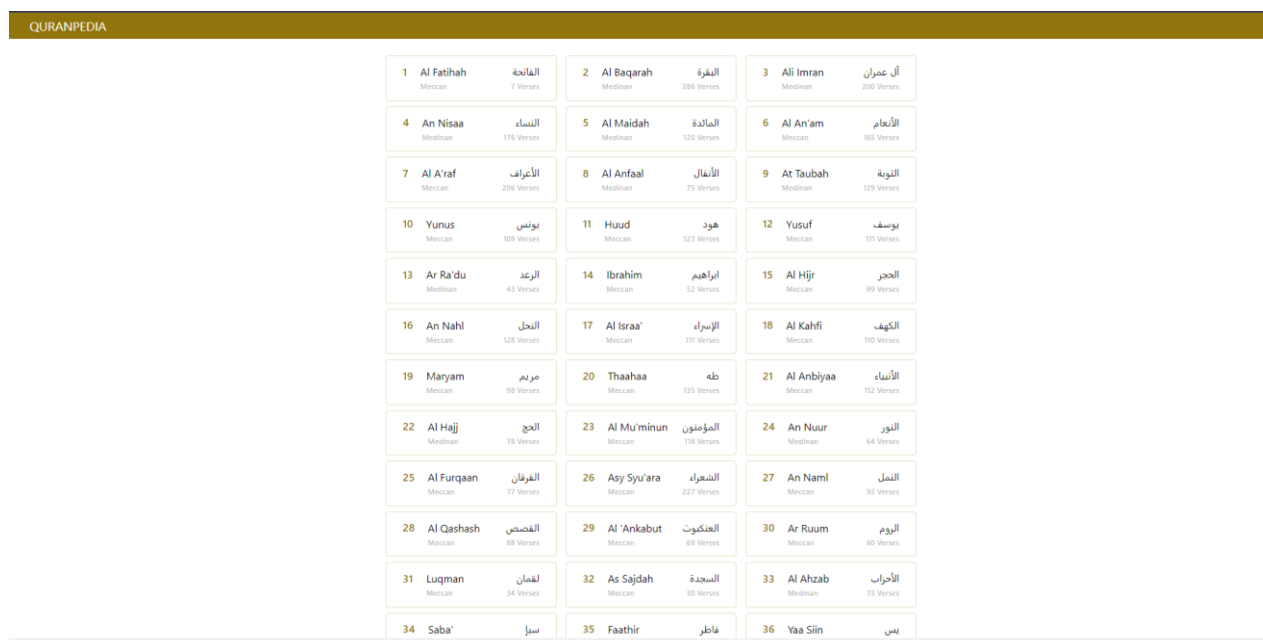 QURANPEDIA
1 Al Fatihah الفاتحة
Meccan 7 Verses
2 Al Baqarah البقرة
Medinan 286 Verses
3 Ali Imran آل عمران
Medinan 200 Verses
4 An Nisaa النساء
Medinan 176 Verses
5 Al Maidah المائدة
Medinan 120 Verses
6 Al An'am الأنعام
Meccan 165 Verses
7 Al A'raf الأعراف
Meccan 206 Verses
8 Al Anfaal الأنفال
Medinan 75 Verses
9 At Taubah التوبة
Medinan 129 Verses
10 Yunus يونس
Meccan 109 Verses
11 Huud هود
Meccan 123 Verses
12 Yusuf يوسف
Meccan 111 Verses
13 Ar Ra'du الرعد
Medinan 43 Verses
14 Ibrahim ابراهيم
Meccan 52 Verses
15 Al Hijr الحجر
Meccan 99 Verses
16 An Nahl النحل
Meccan 128 Verses
17 Al Israa' الإسراء
Meccan 111 Verses
18 Al Kahfi الكهف
Meccan 110 Verses
19 Maryam مريم
Meccan 98 Verses
20 Thaahaa طه
Meccan 135 Verses
21 Al Anbiyaa الأنبياء
Meccan 112 Verses
22 Al Hajj الحج
Medinan 78 Verses
23 Al Mu'minun المؤمنون
Meccan 118 Verses
24 An Nuur النور
Medinan 64 Verses
25 Al Furqaan الفرقان
Meccan 77 Verses
26 Asy Syu'ara الشعراء
Meccan 227 Verses
27 An Naml النمل
Meccan 93 Verses
28 Al Qashash القصص
Meccan 88 Verses
29 Al 'Ankabut العنكبوت
Meccan 69 Verses
30 Ar Ruum الروم
Meccan 60 Verses
31 Luqman لقمان
Meccan 34 Verses
32 As Sajdah السجدة
Meccan 30 Verses
33 Al Ahzab الأحزاب
Medinan 73 Verses
34 Saba' سبإ
35 Faathir فاطر
36 Yaa Siin يس